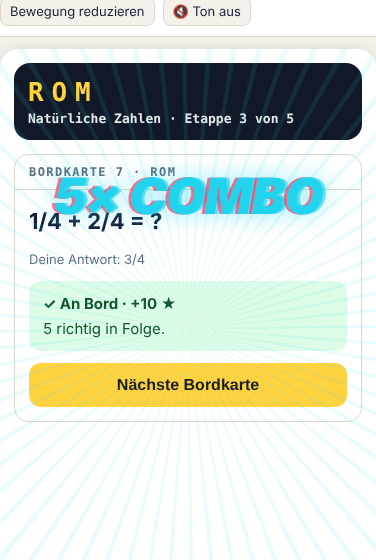 Bewegung reduzieren
🔇 Ton aus
ROM
Natürliche Zahlen · Etappe 3 von 5
BORDKARTE 7 · ROM
5x COMBO
1/4 + 2/4 = ?
Deine Antwort: 3/4
✓ An Bord · +10 ★
5 richtig in Folge.
Nächste Bordkarte